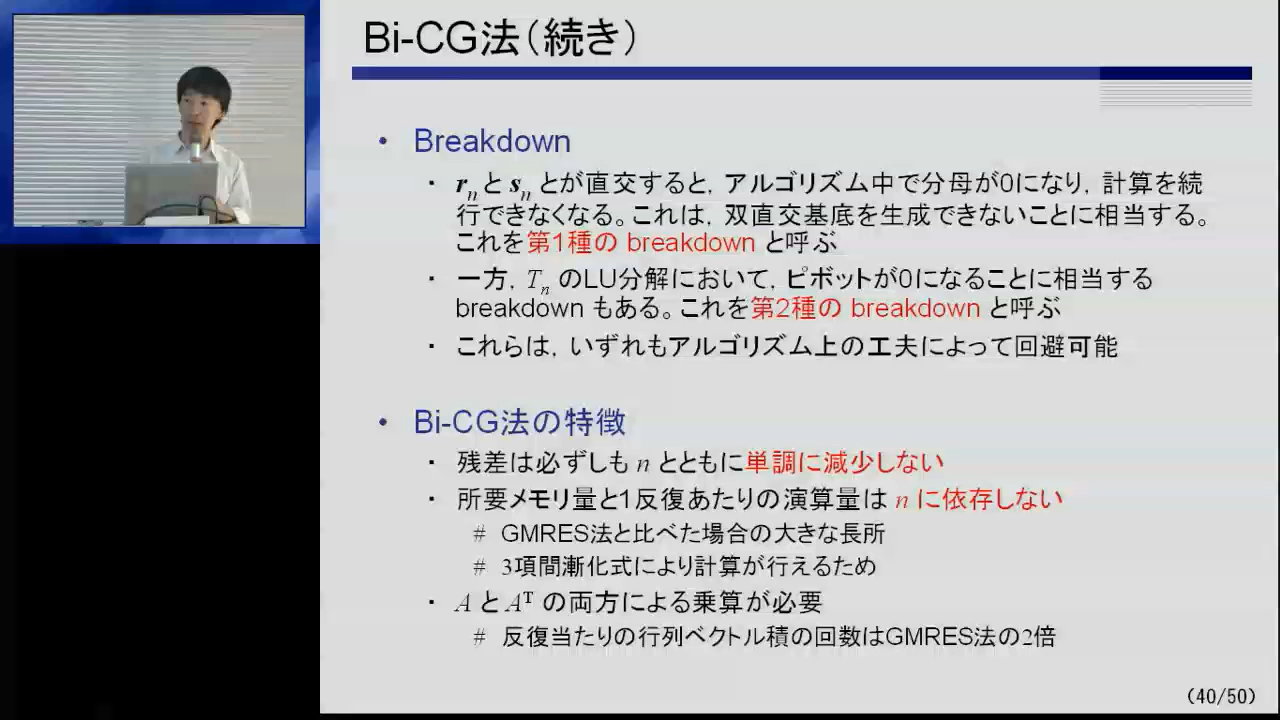 Bi-CG法（続き）
• Breakdown
・ rnと sn とが直交すると，アルゴリズム中で分母が0になり，計算を続
行できなくなる。これは，双直交基底を生成できないことに相当する。
これを第1種の breakdown と呼ぶ
・ 一方，Tn のLU分解において，ピボットが0になることに相当する
breakdown もある。これを第2種の breakdown と呼ぶ
・ これらは，いずれもアルゴリズム上の工夫によって回避可能
• Bi-CG法の特徴
・ 残差は必ずしも n とともに単調に減少しない
・ 所要メモリ量と1反復あたりの演算量は n に依存しない
# GMRES法と比べた場合の大きな長所
# 3項間漸化式により計算が行えるため
・ A と Aᵀ の両方による乗算が必要
# 反復当たりの行列ベクトル積の回数はGMRES法の2倍
(40/50)